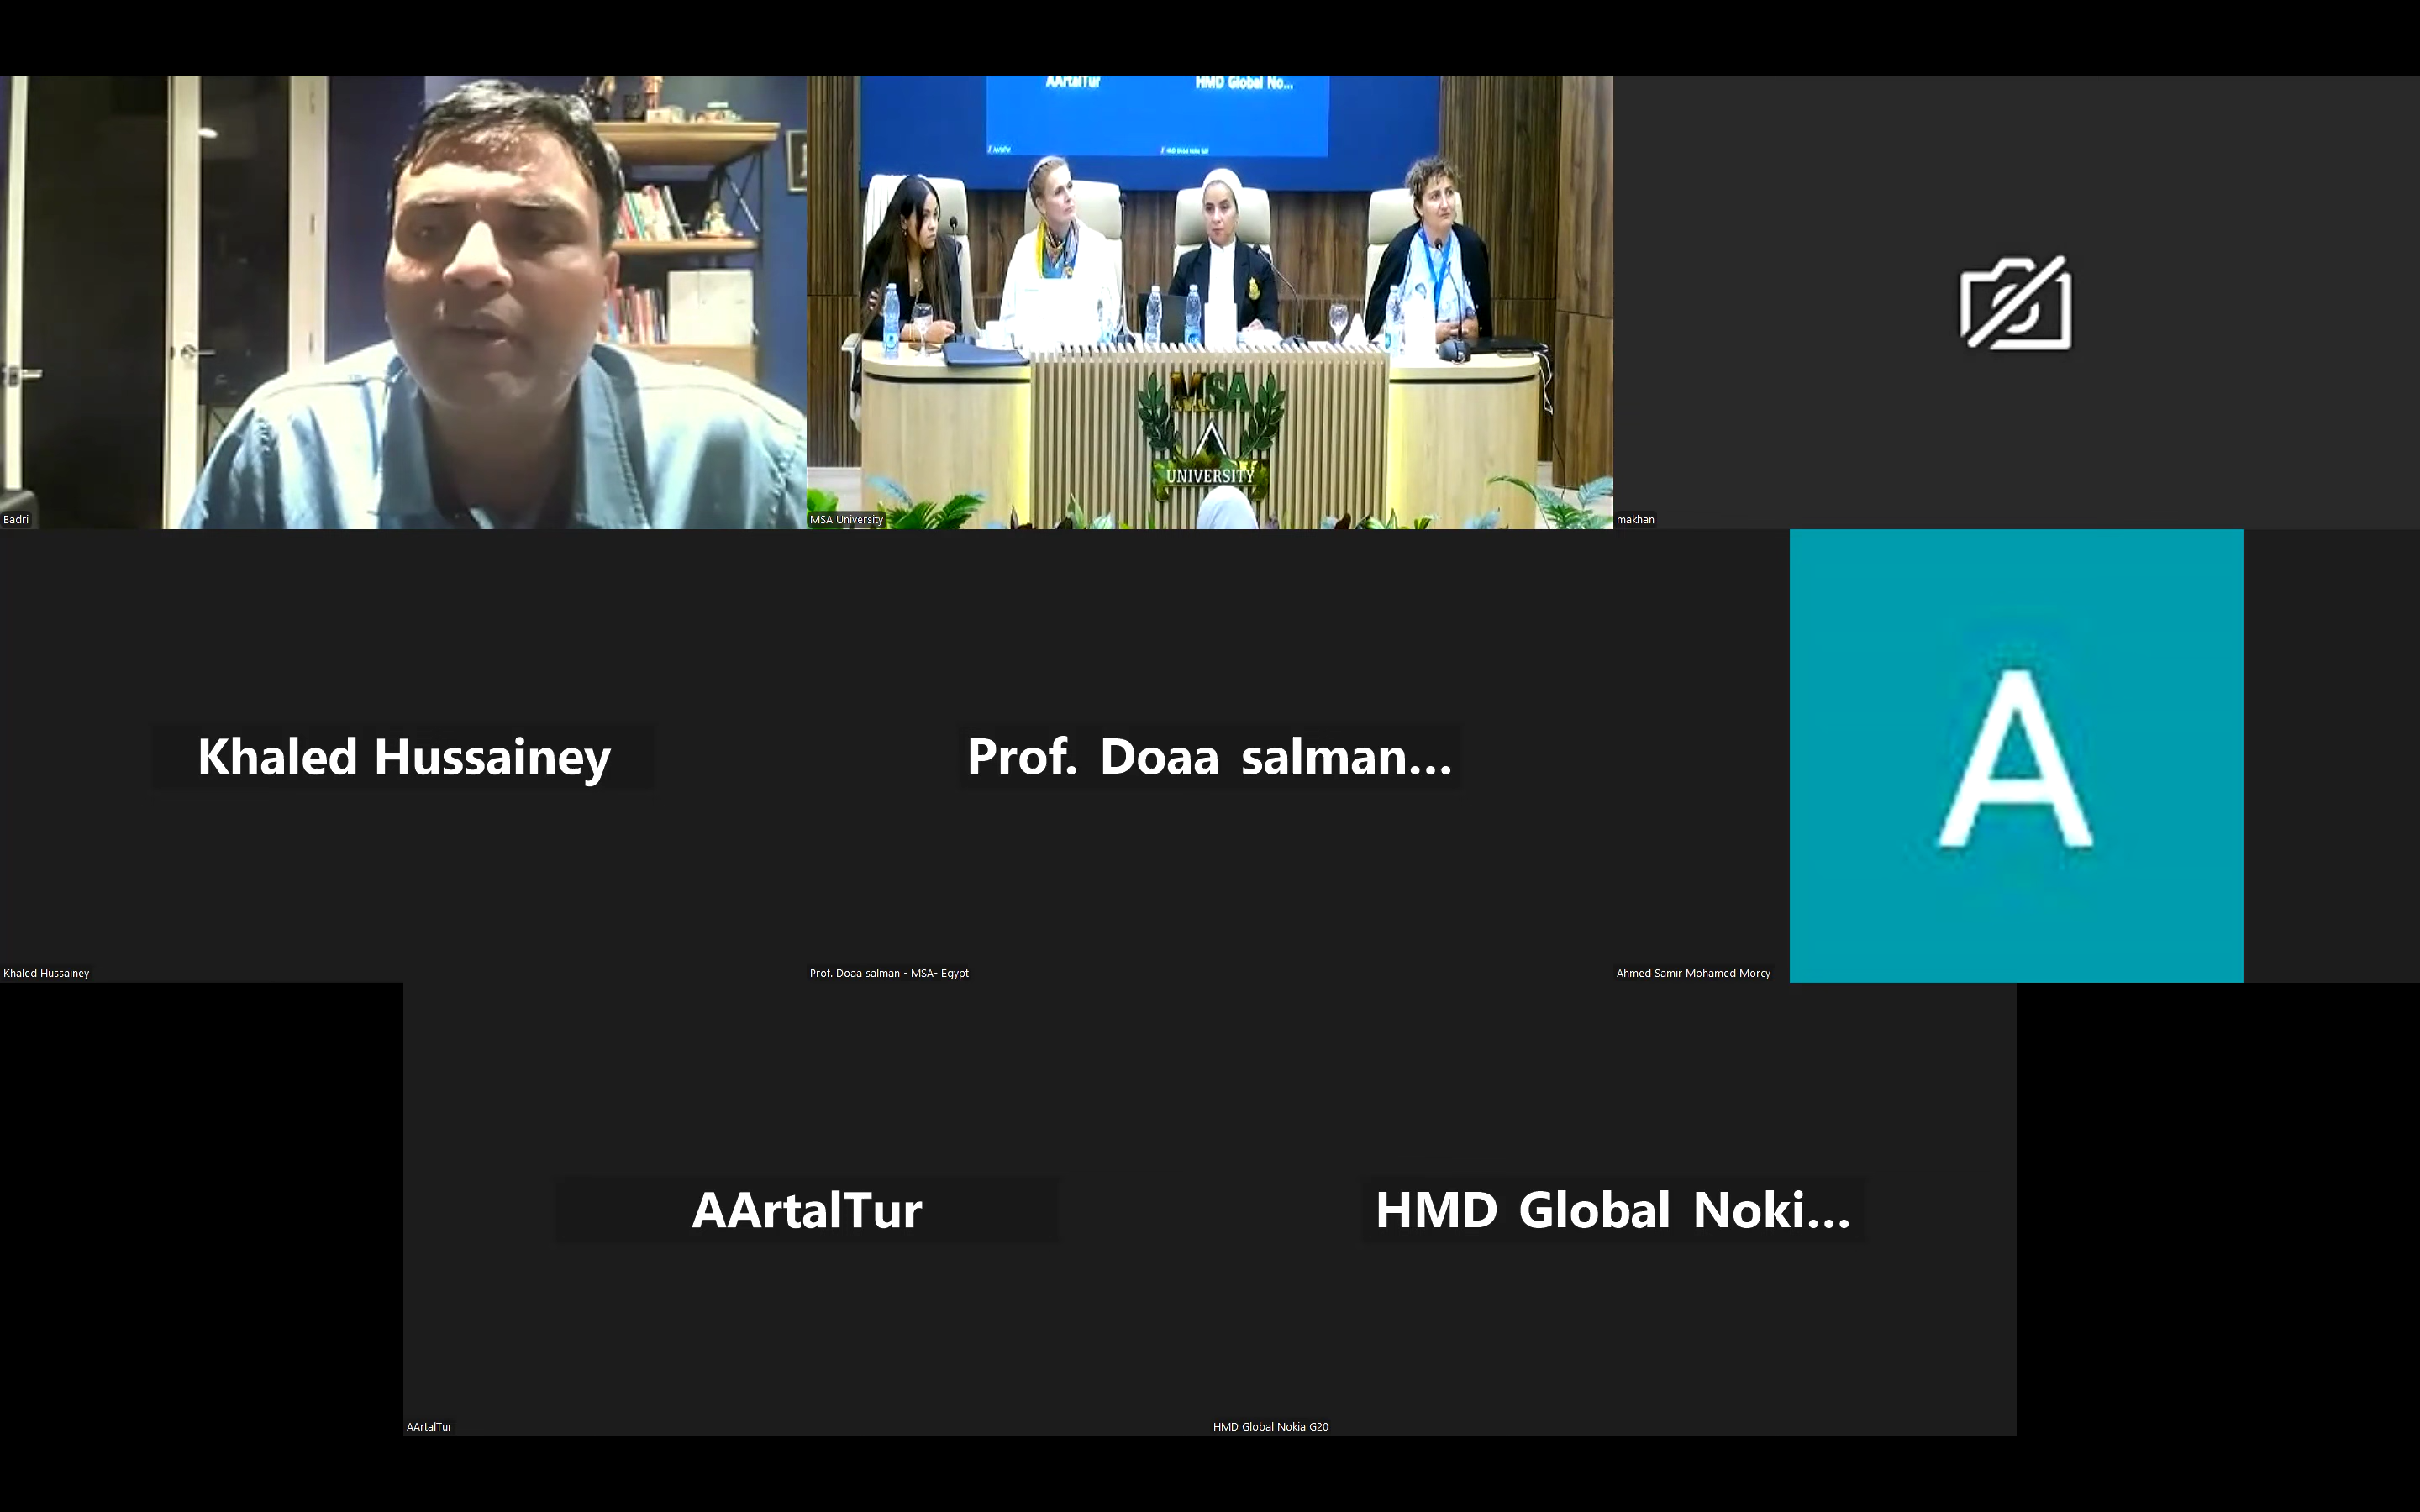 AArtalTur
HMD Global No...
AArtalTur
MSA
UNIVERSITY
Badri
MSA University
makhan
Khaled Hussainey
Prof. Doaa salman...
A
Khaled Hussainey
Prof. Doaa salman - MSA- Egypt
Ahmed Samir Mohamed Morcy
AArtalTur
HMD Global Noki...
AArtalTur
HMD Global Nokia G20